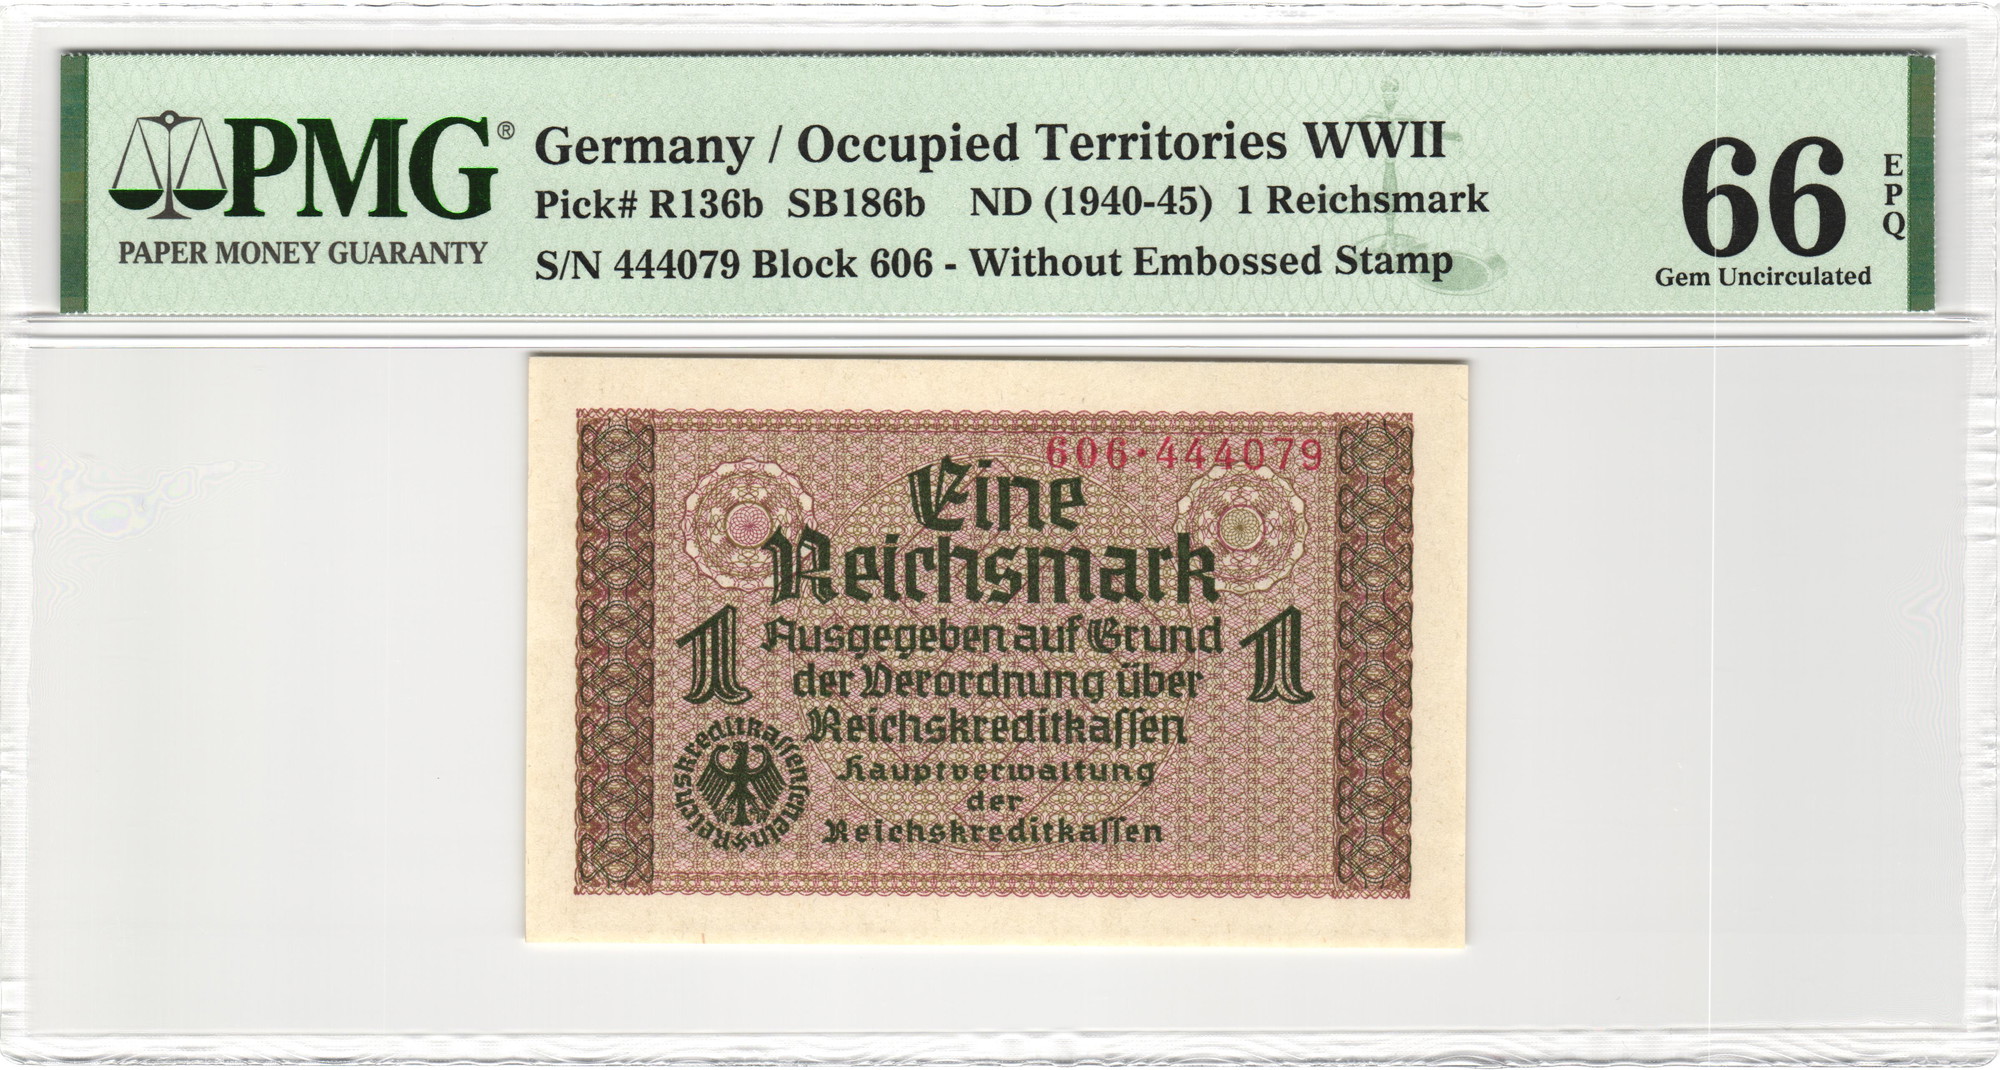 PMG®
PAPER MONEY GUARANTY
Germany / Occupied Territories WWII
Pick# R136b SB186b ND (1940-45) 1 Reichsmark
S/N 444079 Block 606 - Without Embossed Stamp
66
EPQ
Gem Uncirculated
606·444079
Eine
Reichsmark
1 1
Ausgegeben auf Grund
der Verordnung über
Reichskreditkassen
Hauptverwaltung
der
Reichskreditkassen
Reichskreditkassenschein